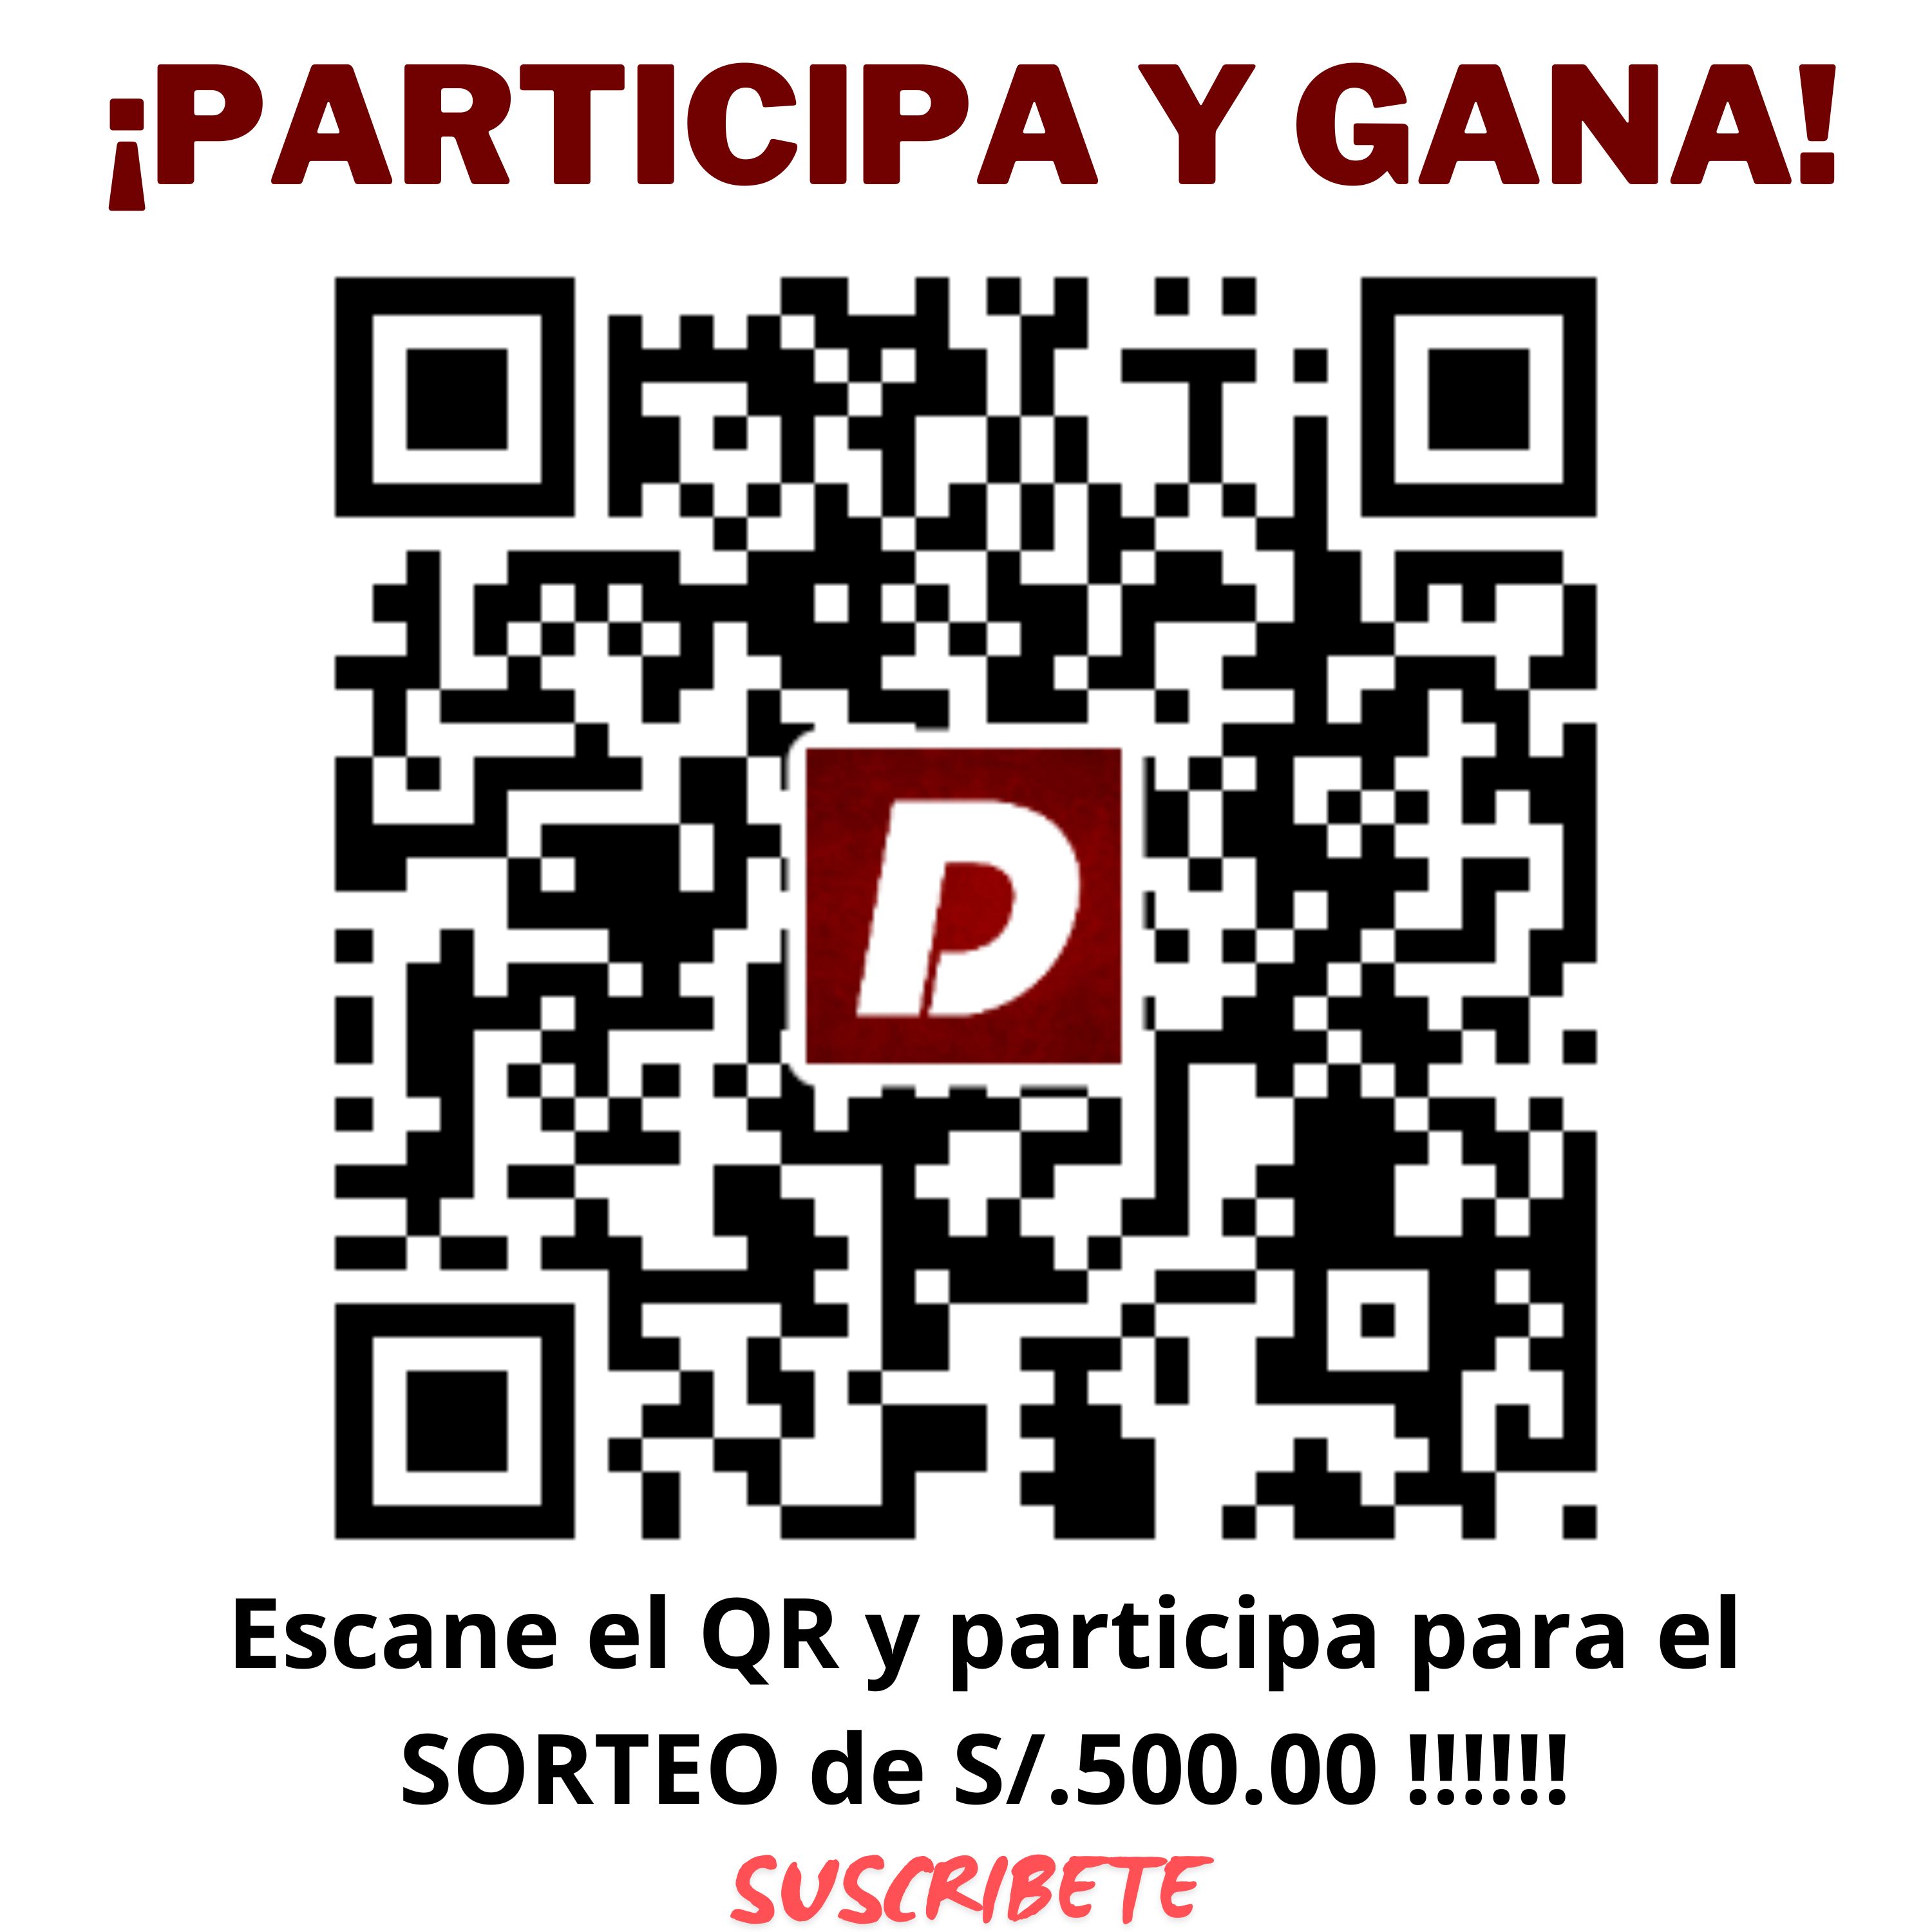 ¡PARTICIPA Y GANA!
D
Escane el QR y participa para el
SORTEO de S/.500.00 !!!!!!
SUSCRIBETE